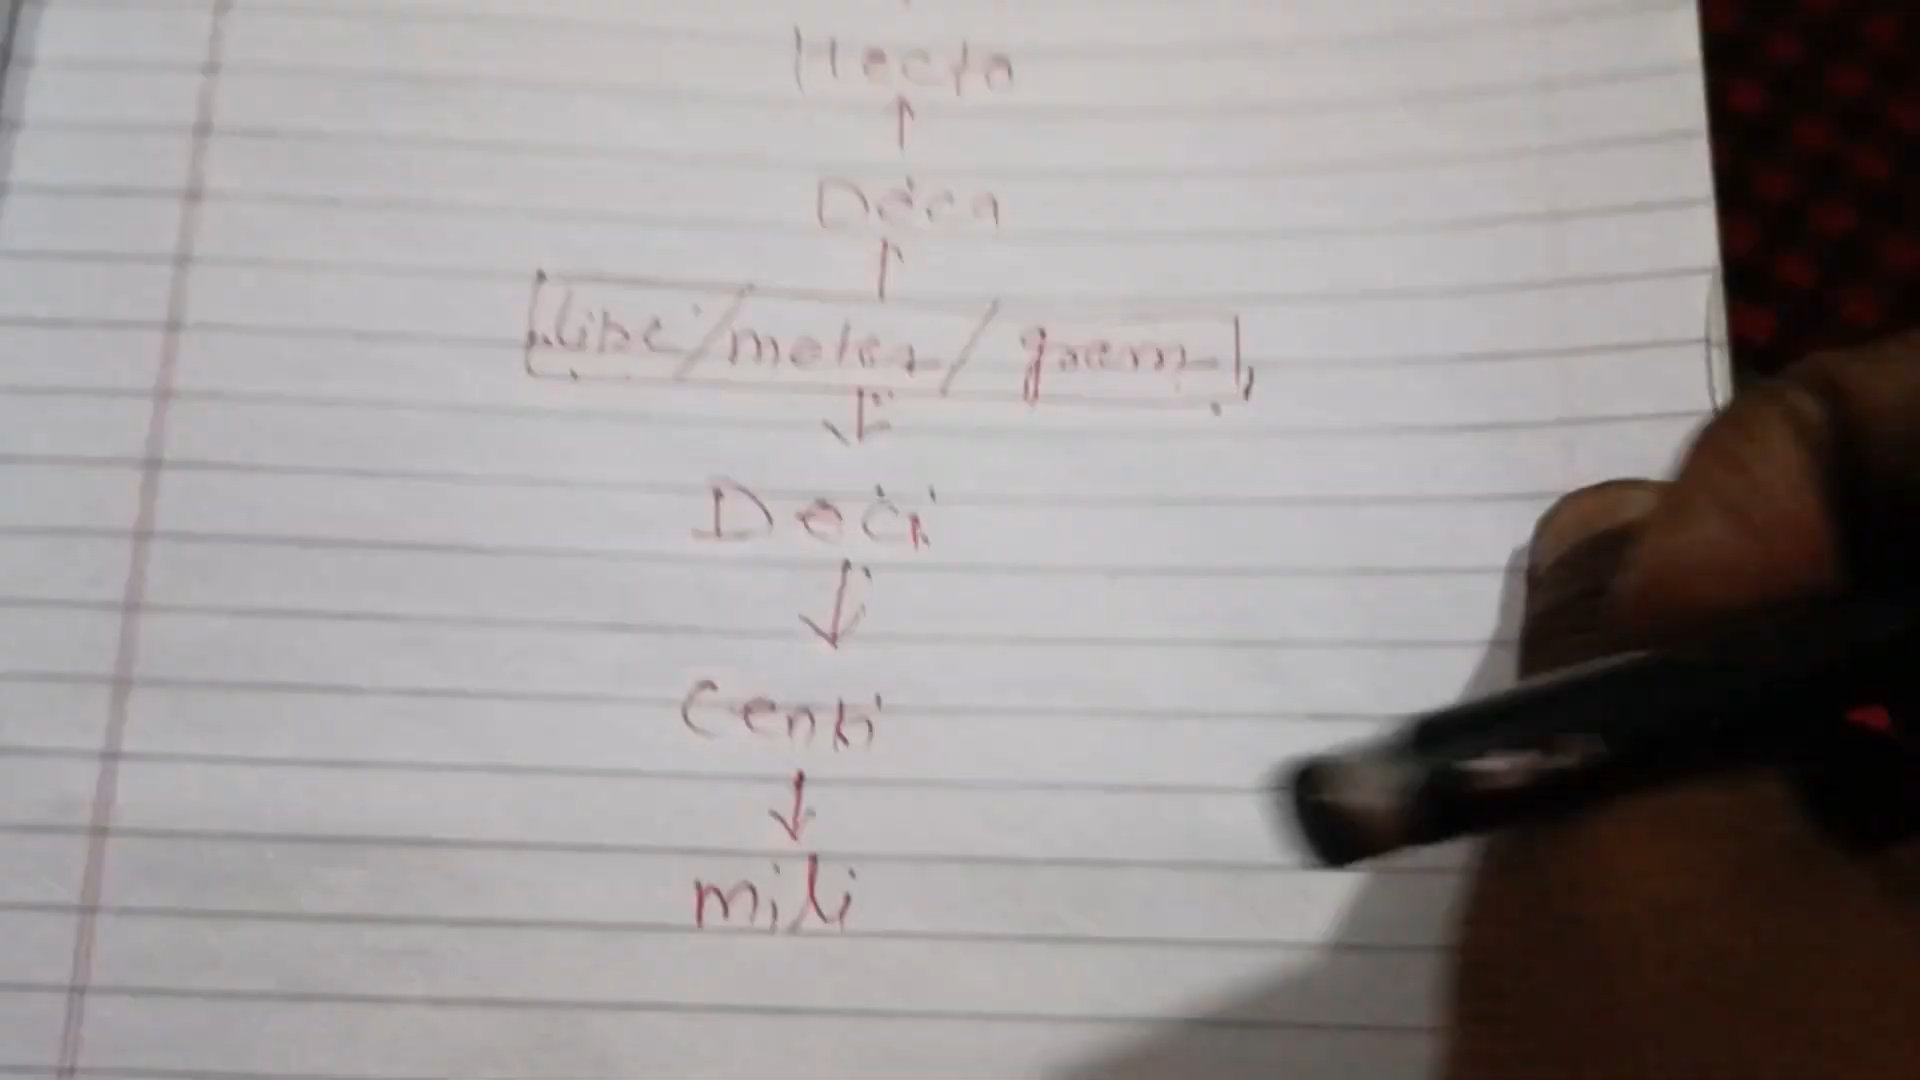 Hecto
↑
Deca
↑
litre/meter/gram
↓
Deci
↓
Centi
↓
mili